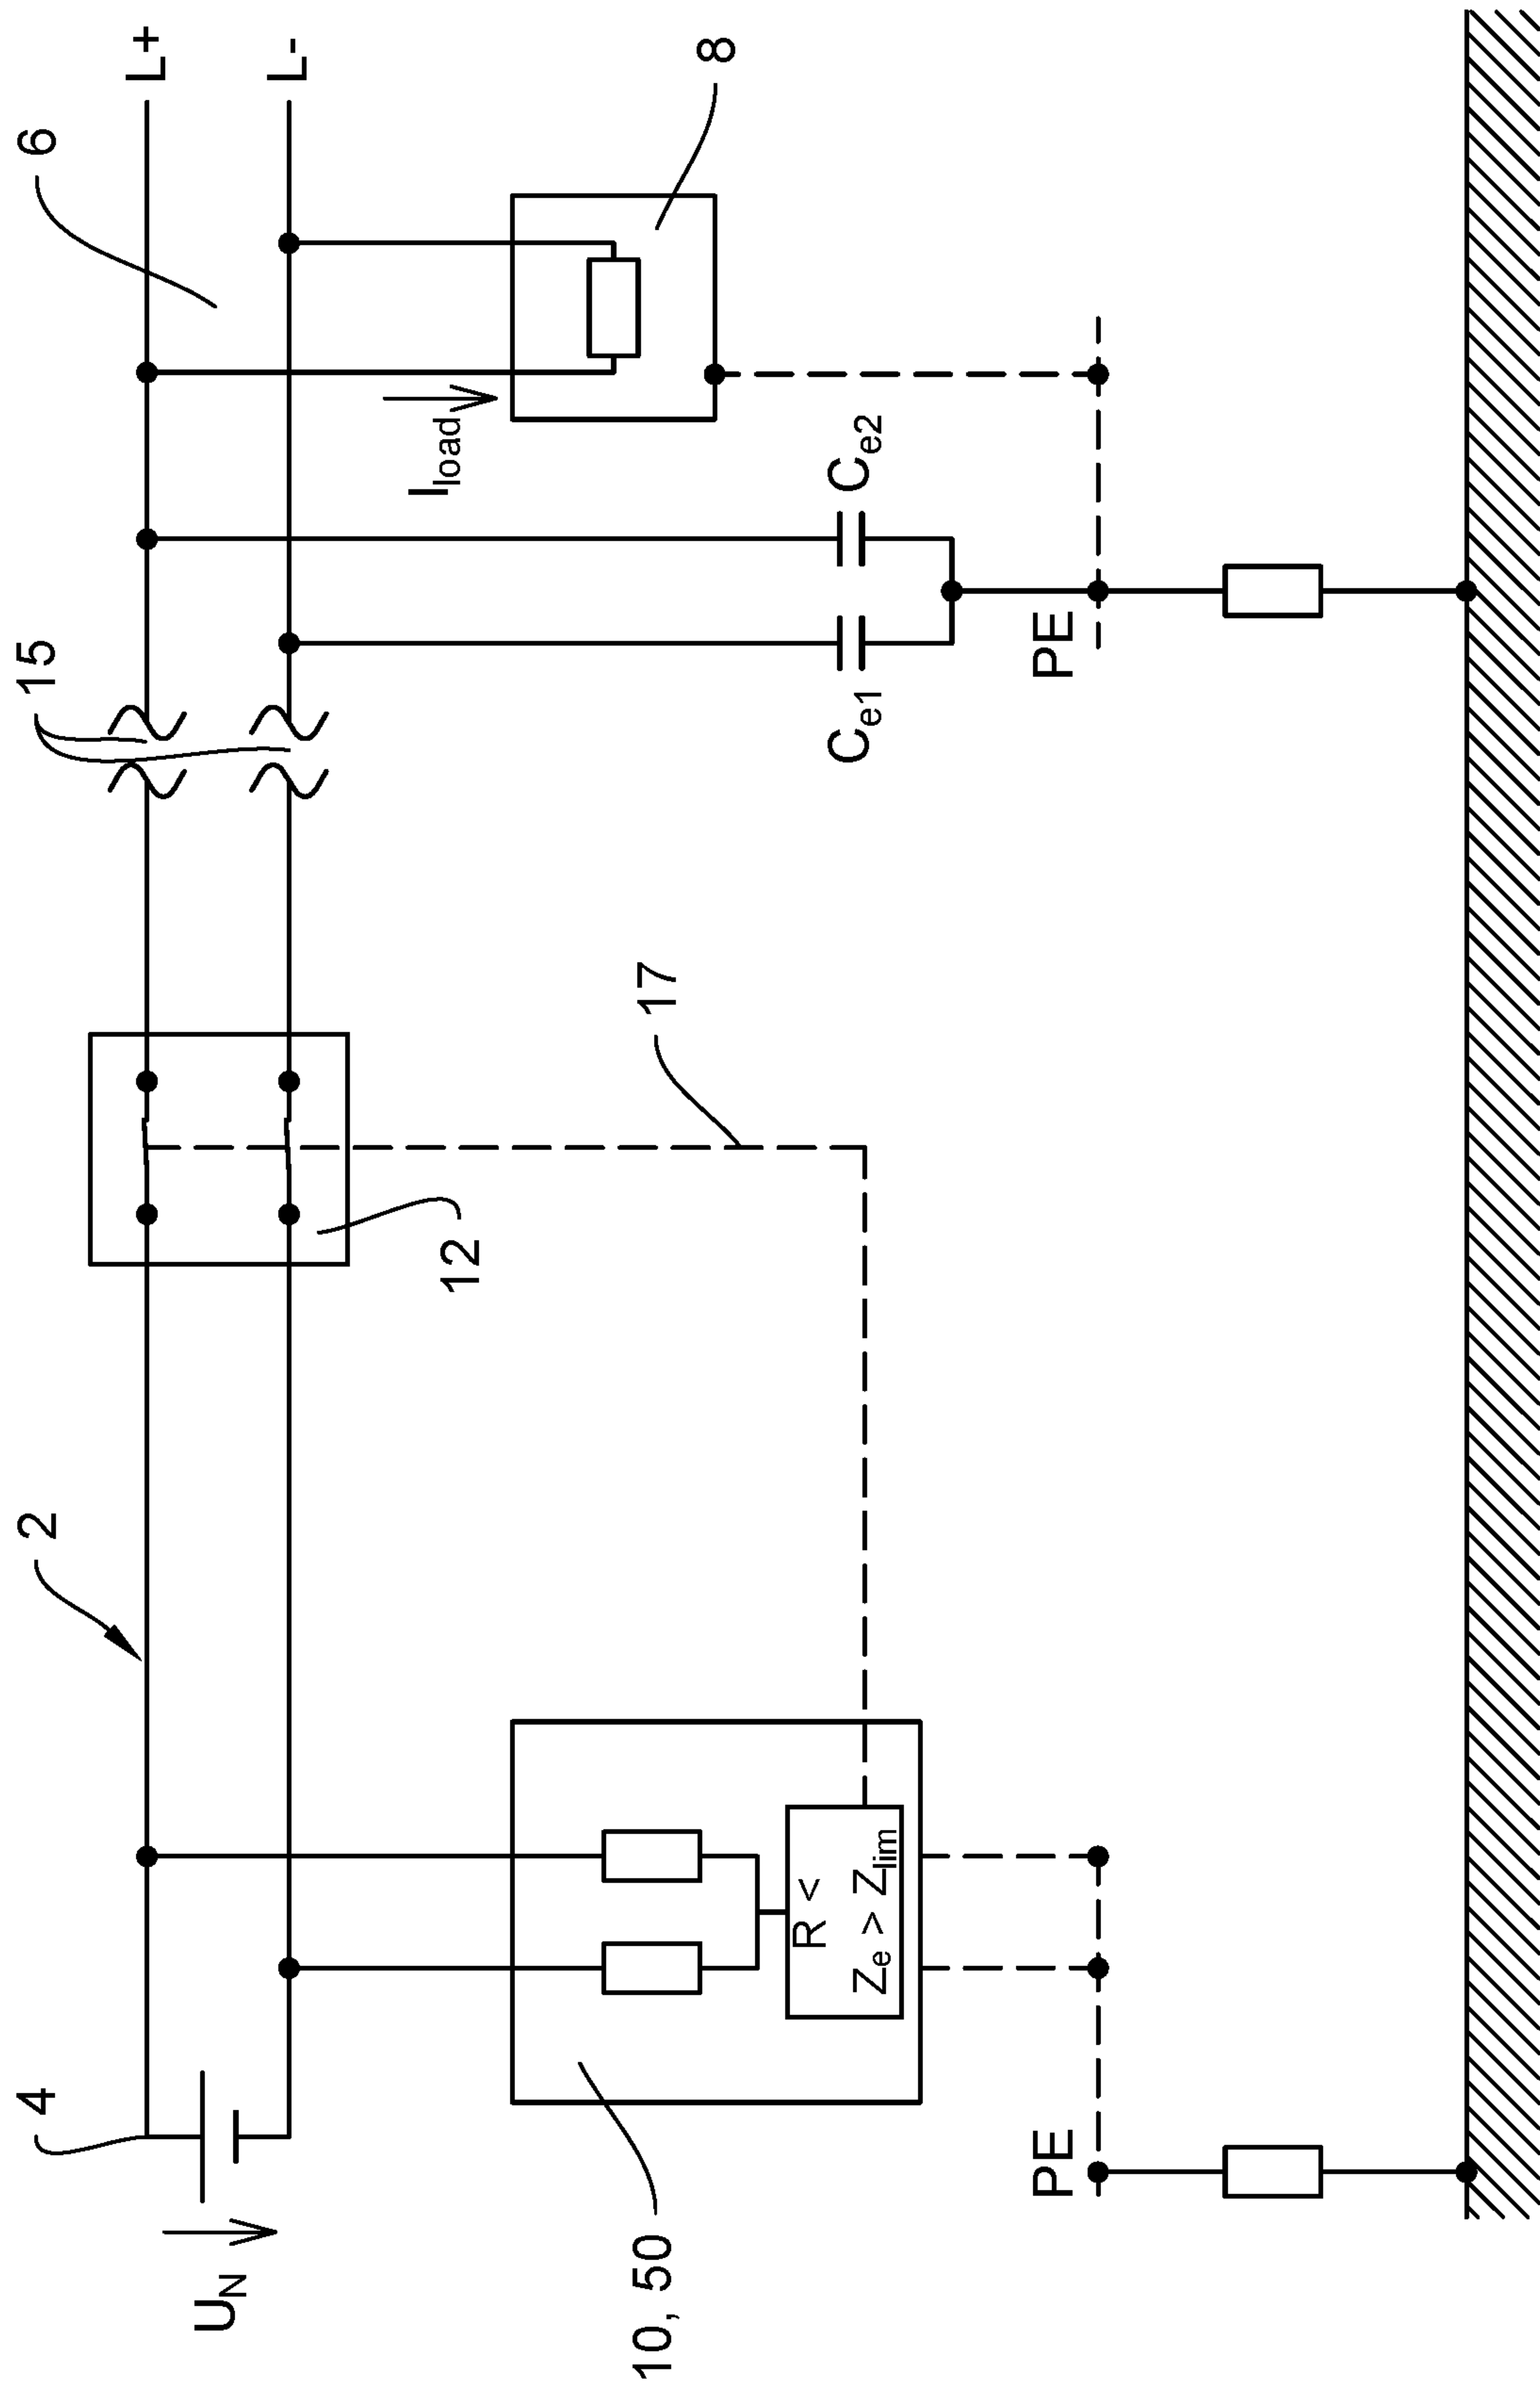 4
2
15
6
L+
L-
U_N
12
17
I_load
8
10, 50
R <
Z_e > Z_lim
C_e1
C_e2
PE
PE